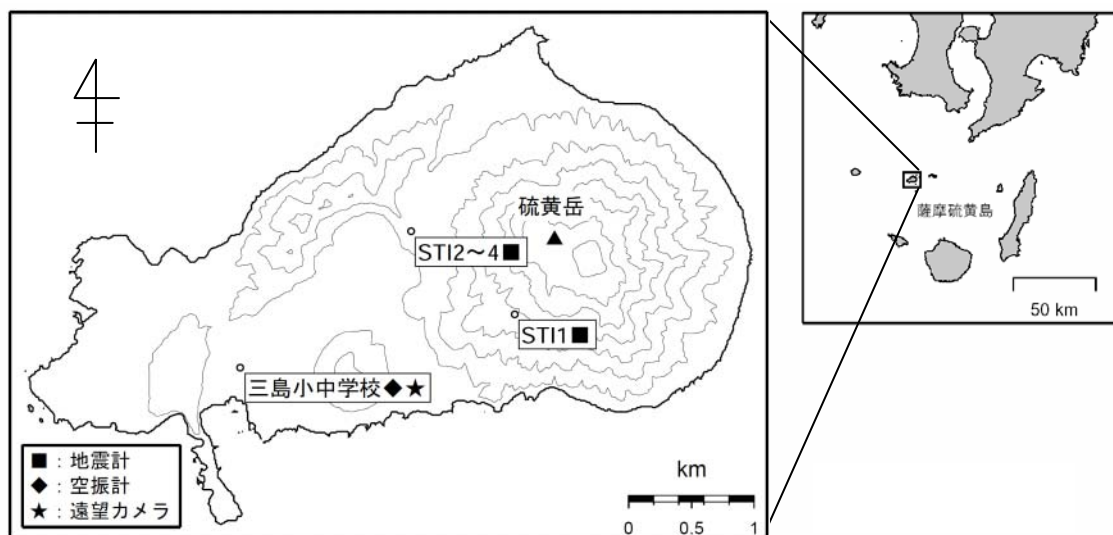 硫黄岳
STI2～4■
STI1■
三島小中学校◆★
■：地震計
◆：空振計
★：遠望カメラ
km
0 0.5 1
薩摩硫黄島
50 km